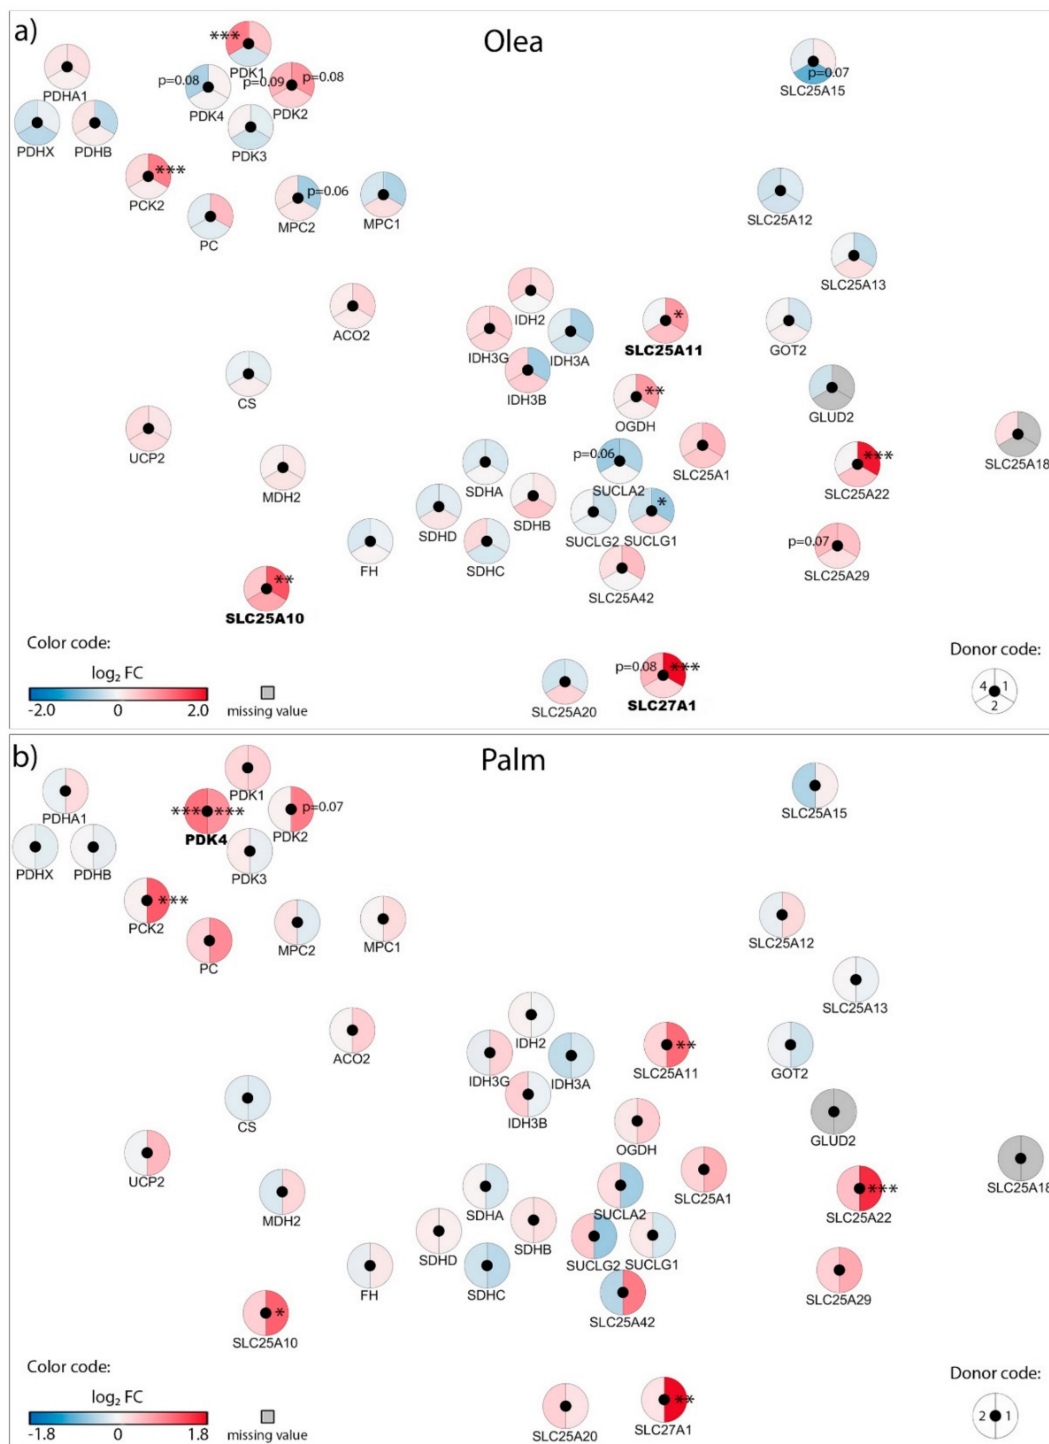 a)
Olea
***
PDK1
PDHA1
p=0.08
p=0.09
p=0.08
PDK4
PDK2
p=0.07
SLC25A15
PDHX
PDHB
PDK3
***
PCK2
p=0.06
MPC2
MPC1
SLC25A12
PC
SLC25A13
ACO2
IDH2
IDH3G
IDH3A
*
SLC25A11
GOT2
CS
IDH3B
**
OGDH
GLUD2
UCP2
MDH2
SDHA
p=0.06
SUCLA2
SLC25A1
***
SLC25A22
SLC25A18
SDHD
SDHB
SUCLG2
*
SUCLG1
FH
SDHC
SLC25A42
p=0.07
SLC25A29
**
SLC25A10
Color code:
log2 FC
-2.0 0 2.0
missing value
SLC25A20
p=0.08
***
SLC27A1
Donor code:
4 1
2
b)
Palm
PDK1
PDHA1
*** ***
PDK4
p=0.07
PDK2
SLC25A15
PDHX
PDHB
PDK3
***
PCK2
PC
MPC2
MPC1
SLC25A12
SLC25A13
ACO2
IDH2
IDH3G
IDH3A
**
SLC25A11
GOT2
CS
IDH3B
OGDH
GLUD2
UCP2
MDH2
SDHA
SUCLA2
SLC25A1
***
SLC25A22
SLC25A18
SDHD
SDHB
SUCLG2
SUCLG1
FH
SDHC
SLC25A42
SLC25A29
*
SLC25A10
Color code:
log2 FC
-1.8 0 1.8
missing value
SLC25A20
**
SLC27A1
Donor code:
2 1